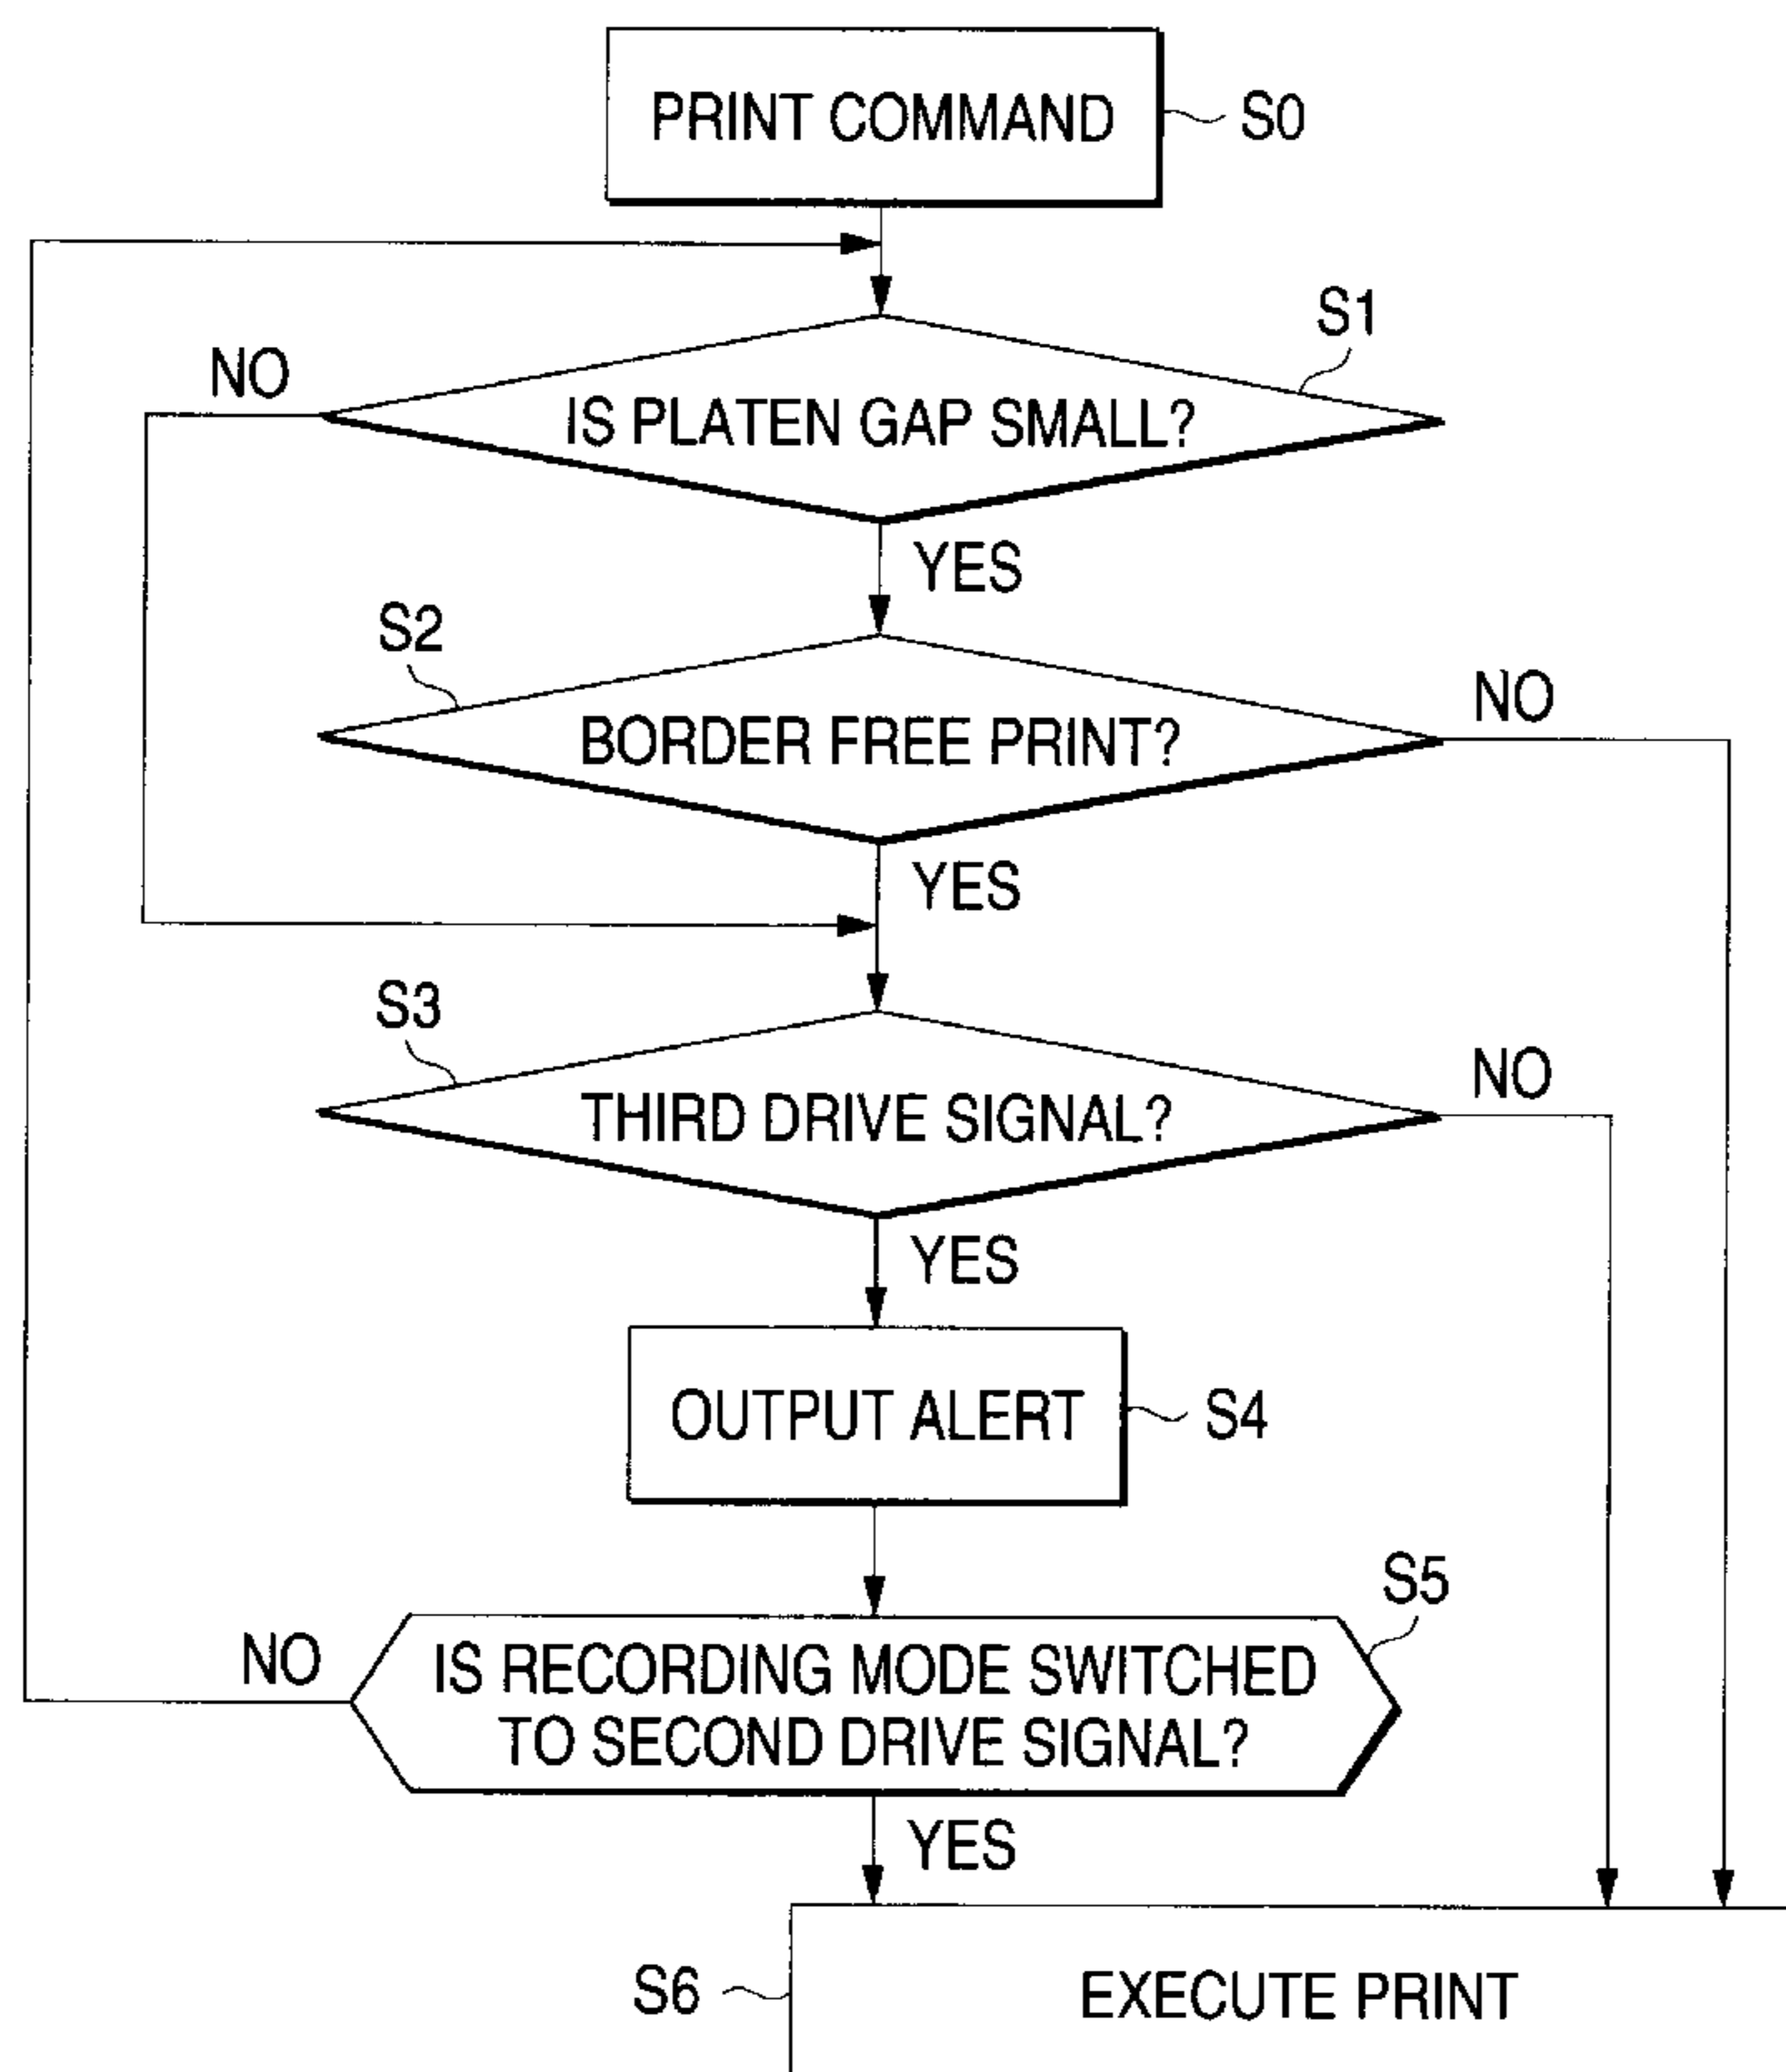 PRINT COMMAND
S0
S1
NO
IS PLATEN GAP SMALL?
YES
S2
NO
BORDER FREE PRINT?
YES
S3
NO
THIRD DRIVE SIGNAL?
YES
OUTPUT ALERT
S4
S5
NO
IS RECORDING MODE SWITCHED
TO SECOND DRIVE SIGNAL?
YES
S6
EXECUTE PRINT